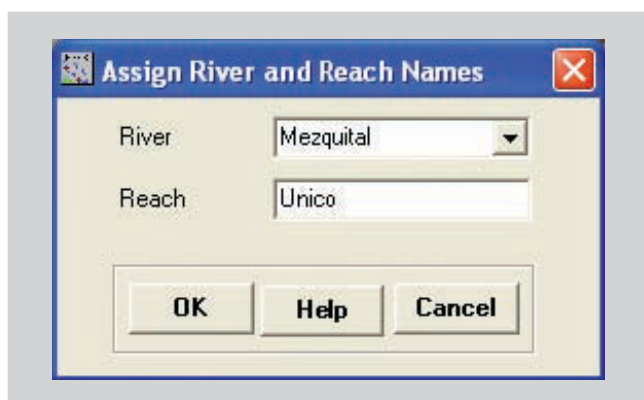 Assign River and Reach Names
River Mezquital
Reach Unico
OK Help Cancel